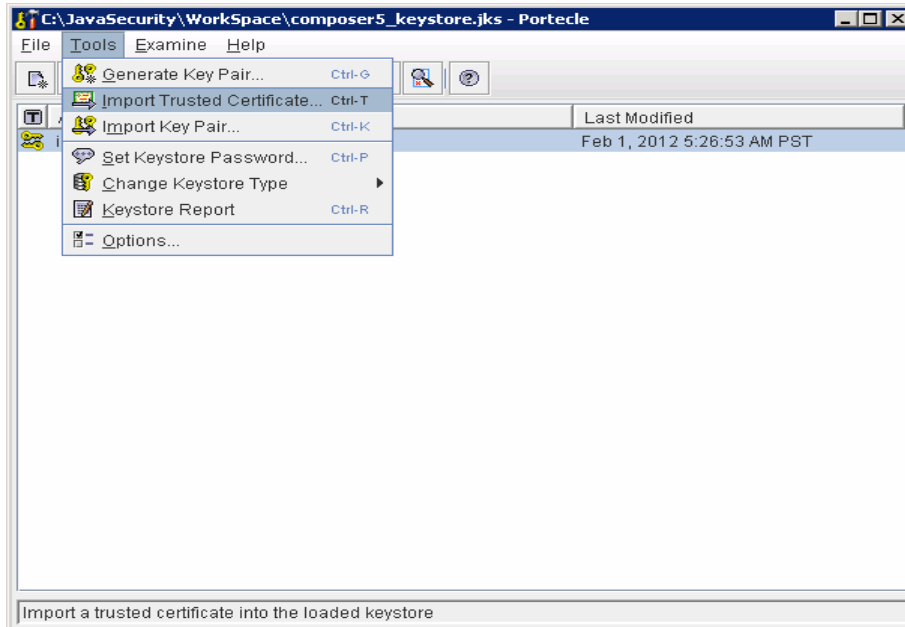 C:\JavaSecurity\WorkSpace\composer5_keystore.jks - Portecle
File Tools Examine Help
Generate Key Pair... Ctrl-G
Import Trusted Certificate... Ctrl-T
Import Key Pair... Ctrl-K
Set Keystore Password... Ctrl-P
Change Keystore Type
Keystore Report Ctrl-R
Options...
T Last Modified
Feb 1, 2012 5:26:53 AM PST
Import a trusted certificate into the loaded keystore